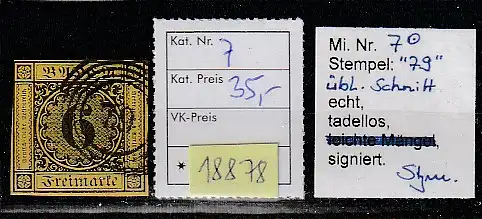 6
Freimarke
Kat. Nr.
7
Kat. Preis
35,-
VK-Preis
* 18878
Mi. Nr. 7
Stempel: "79"
übl. Schnitt
echt,
tadellos,
leichte Mängel,
signiert.